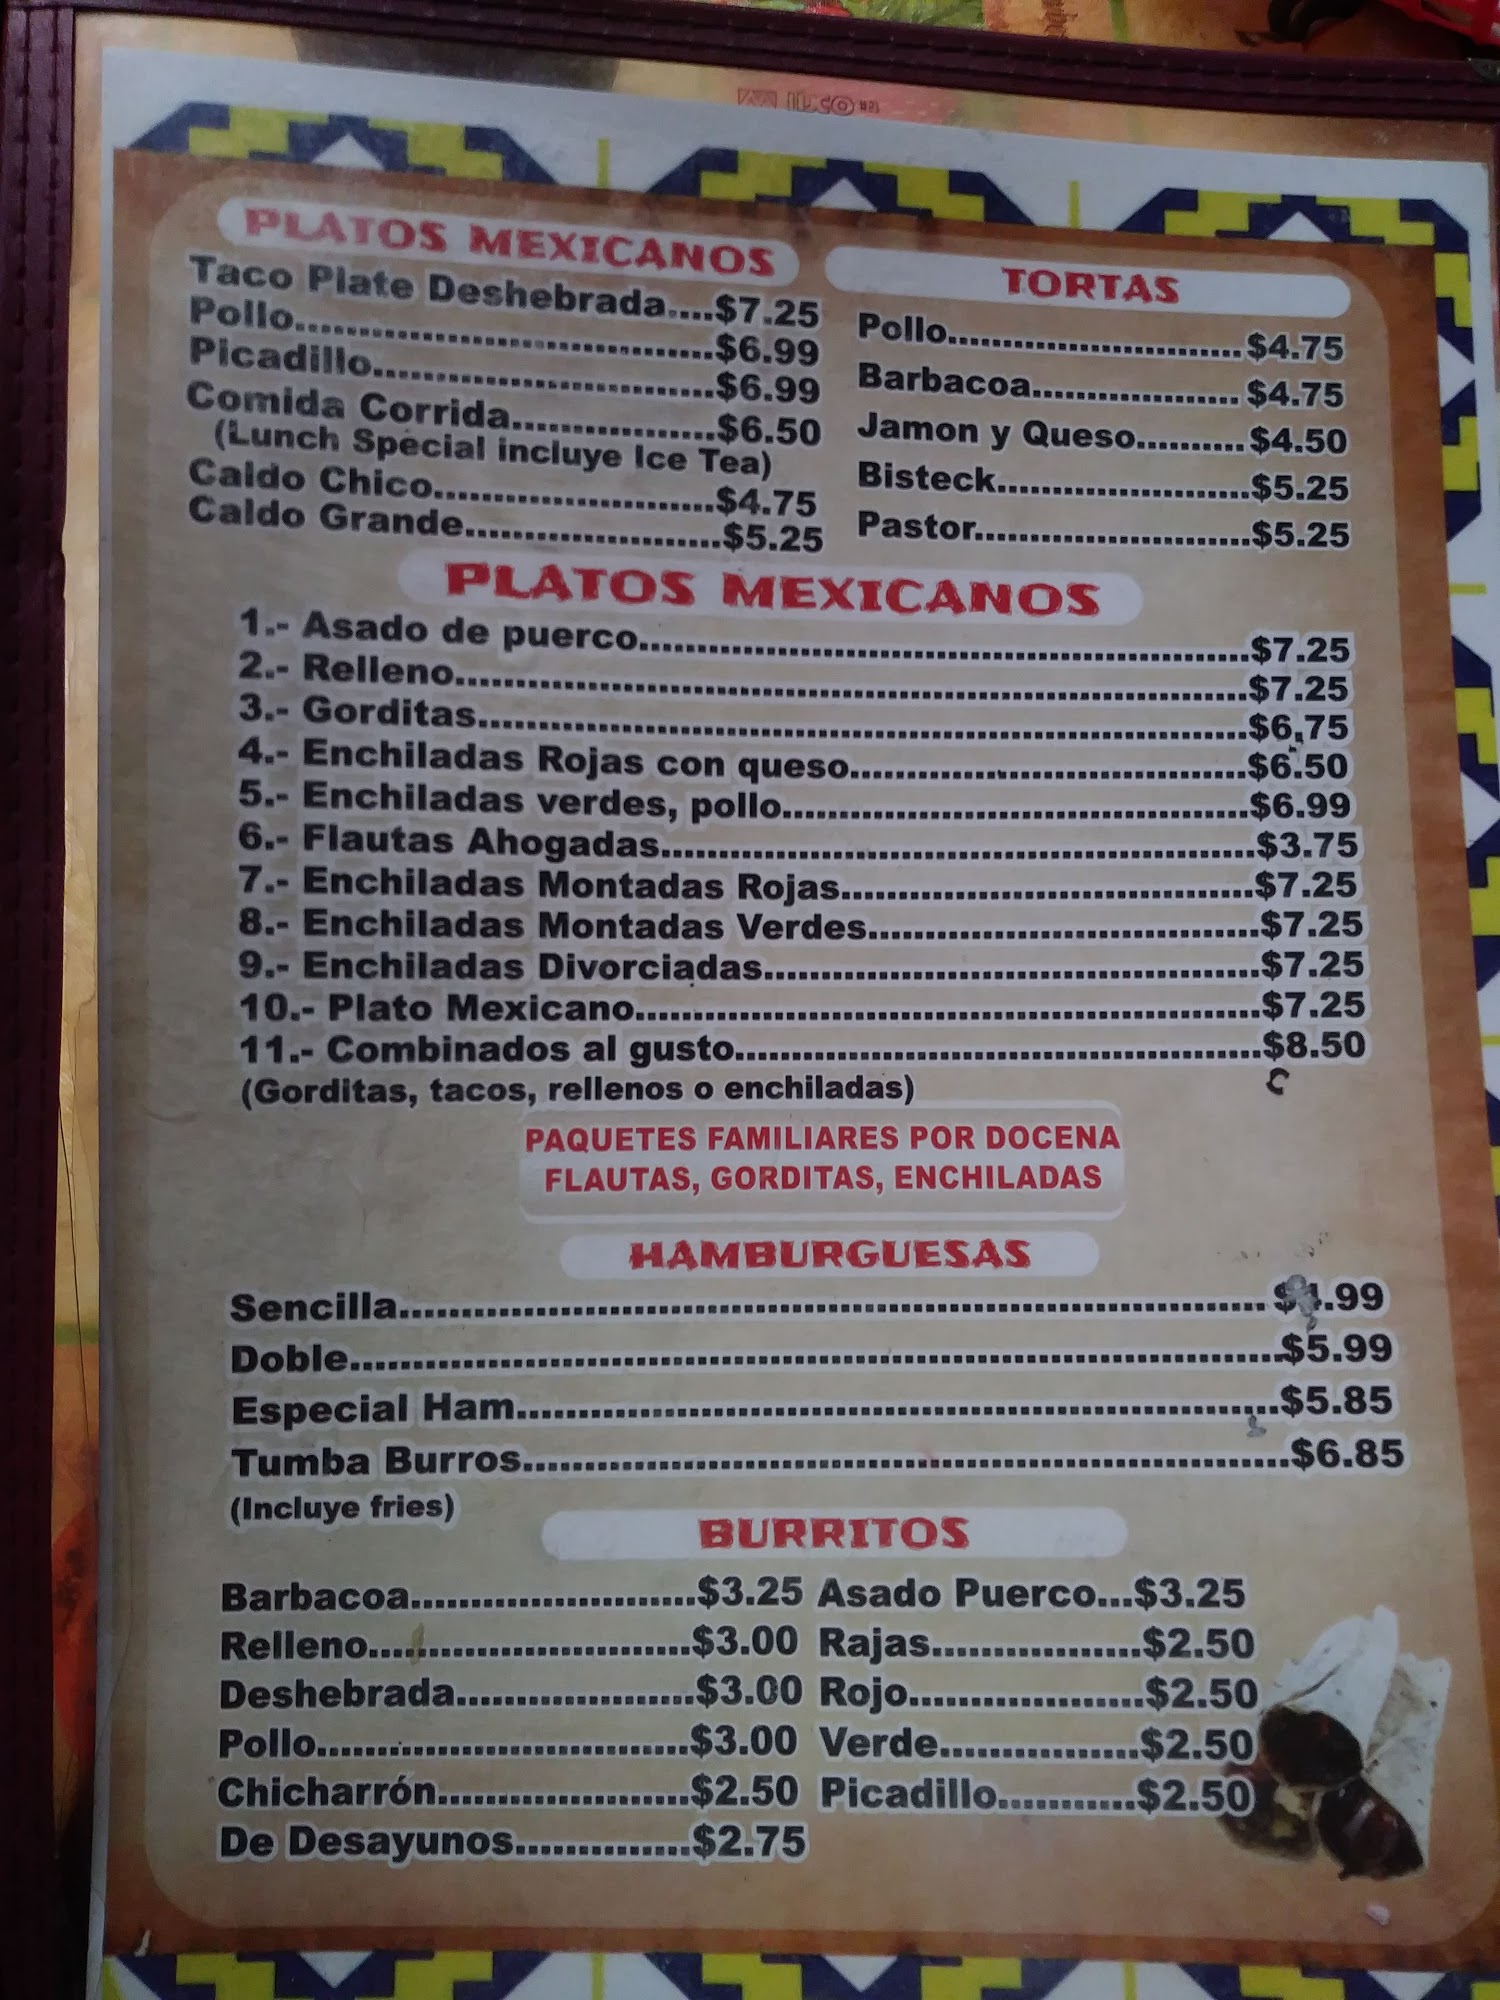 PLATOS MEXICANOS
Taco Plate Deshebrada....$7.25
Pollo.....................................$6.99
Picadillo..............................$6.99
Comida Corrida.................$6.50
(Lunch Special incluye Ice Tea)
Caldo Chico.......................$4.75
Caldo Grande.....................$5.25
TORTAS
Pollo..........................$4.75
Barbacoa..................$4.75
Jamon y Queso..........$4.50
Bisteck......................$5.25
Pastor........................$5.25
PLATOS MEXICANOS
1.- Asado de puerco....................................................$7.25
2.- Relleno....................................................................$7.25
3.- Gorditas..................................................................$6,75
4.- Enchiladas Rojas con queso..................................$6.50
5.- Enchiladas verdes, pollo........................................$6.99
6.- Flautas Ahogadas...................................................$3.75
7.- Enchiladas Montadas Rojas...................................$7.25
8.- Enchiladas Montadas Verdes.................................$7.25
9.- Enchiladas Divorciadas..........................................$7.25
10.- Plato Mexicano.....................................................$7.25
11.- Combinados al gusto.............................................$8.50
(Gorditas, tacos, rellenos o enchiladas)
PAQUETES FAMILIARES POR DOCENA
FLAUTAS, GORDITAS, ENCHILADAS
HAMBURGUESAS
Sencilla..........................................................................
Doble..............................................................................$5.99
Especial Ham................................................................$5.85
Tumba Burros................................................................$6.85
(Incluye fries)
BURRITOS
Barbacoa........................$3.25
Relleno...........................$3.00
Deshebrada....................$3.00
Pollo...............................$3.00
Chicharrón.....................$2.50
De Desayunos...............$2.75
Asado Puerco...$3.25
Rajas..................$2.50
Rojo....................$2.50
Verde.................$2.50
Picadillo............$2.50